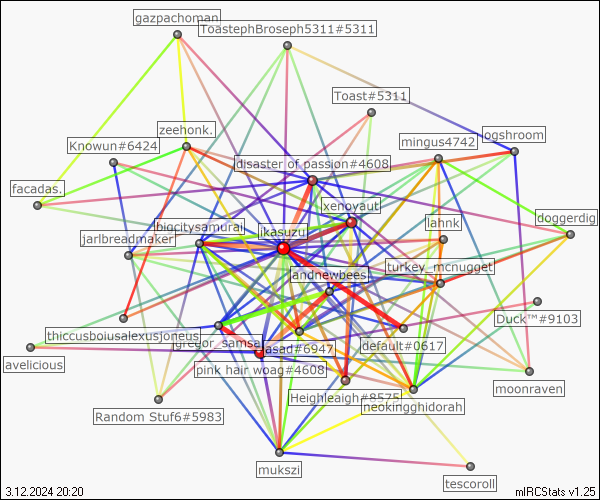 gazpachoman
ToastephBroseph5311#5311
Toast#5311
zeehonk.
mingus4742
ogshroom
Knowun#6424
disaster of passion#4608
facadas.
xenoyaut
lahnk
doggerdig
biocitysamurai
jkasuzu
jarlbreadmaker
andnewbees
turkey_mcnugget
Duck™#9103
thiccusboiusalexusjoneus
gregor_samsa
asad#6947
default#0617
avelicious
pink hair woag#4608
moonraven
Heighleaigh#8575
neokingghidorah
Random Stuf6#5983
mukszi
tescoroll
3.12.2024 20:20
mIRCStats v1.25